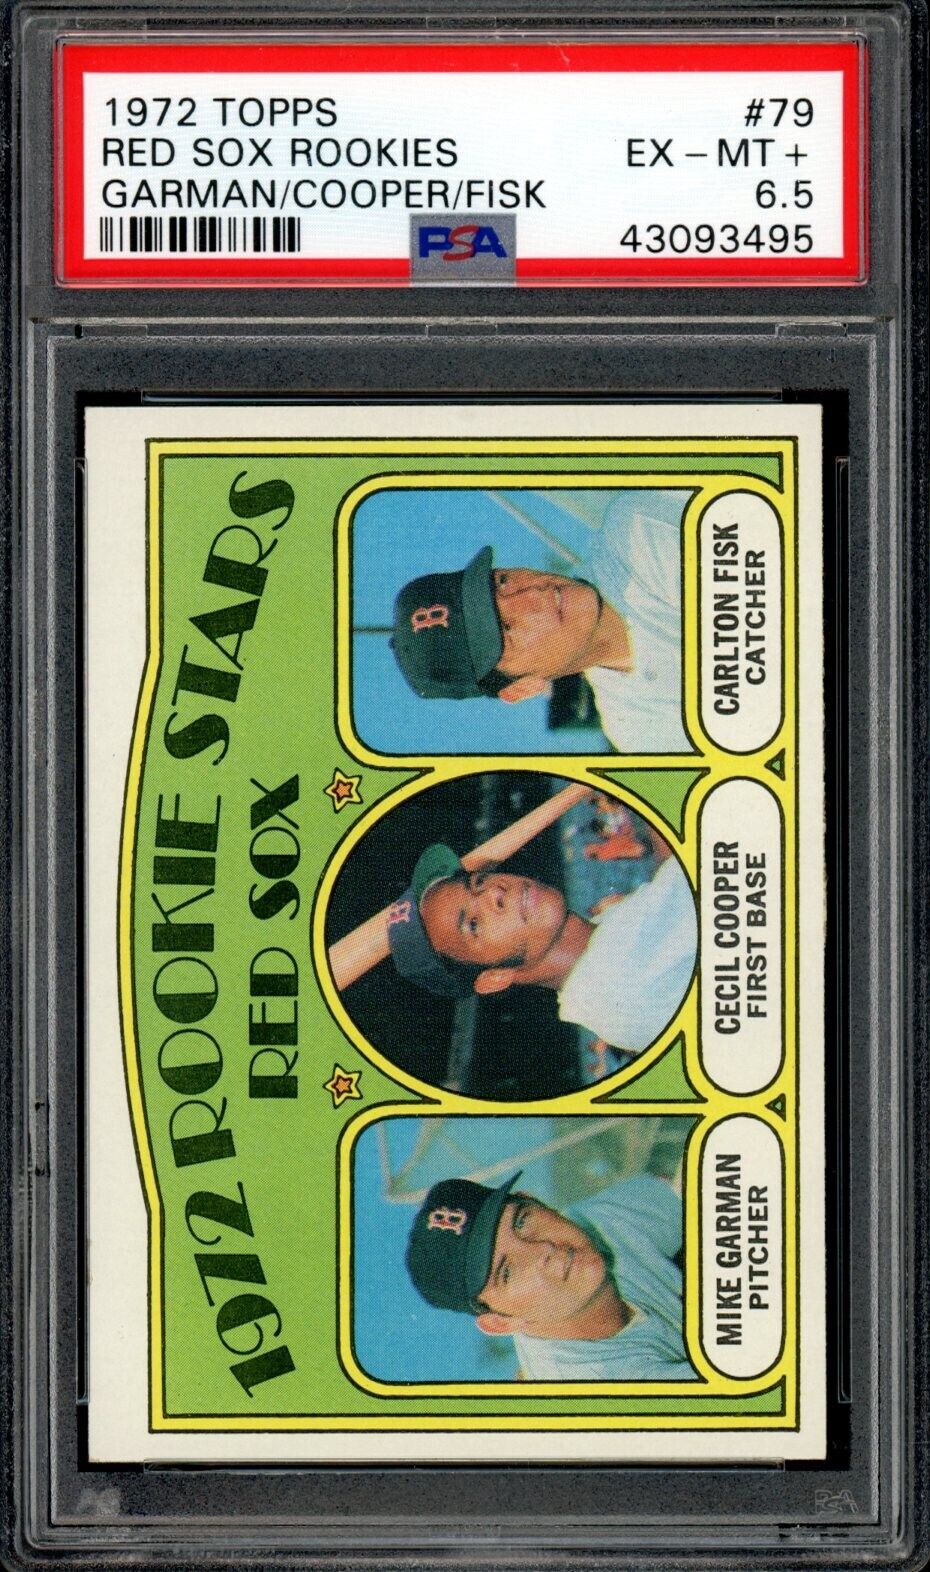 1972 TOPPS #79
RED SOX ROOKIES EX – MT +
GARMAN/COOPER/FISK 6.5
PSA 43093495
1972 ROOKIE STARS
RED SOX
B
B
B
MIKE GARMAN
PITCHER
CECIL COOPER
FIRST BASE
CARLTON FISK
CATCHER
PSA